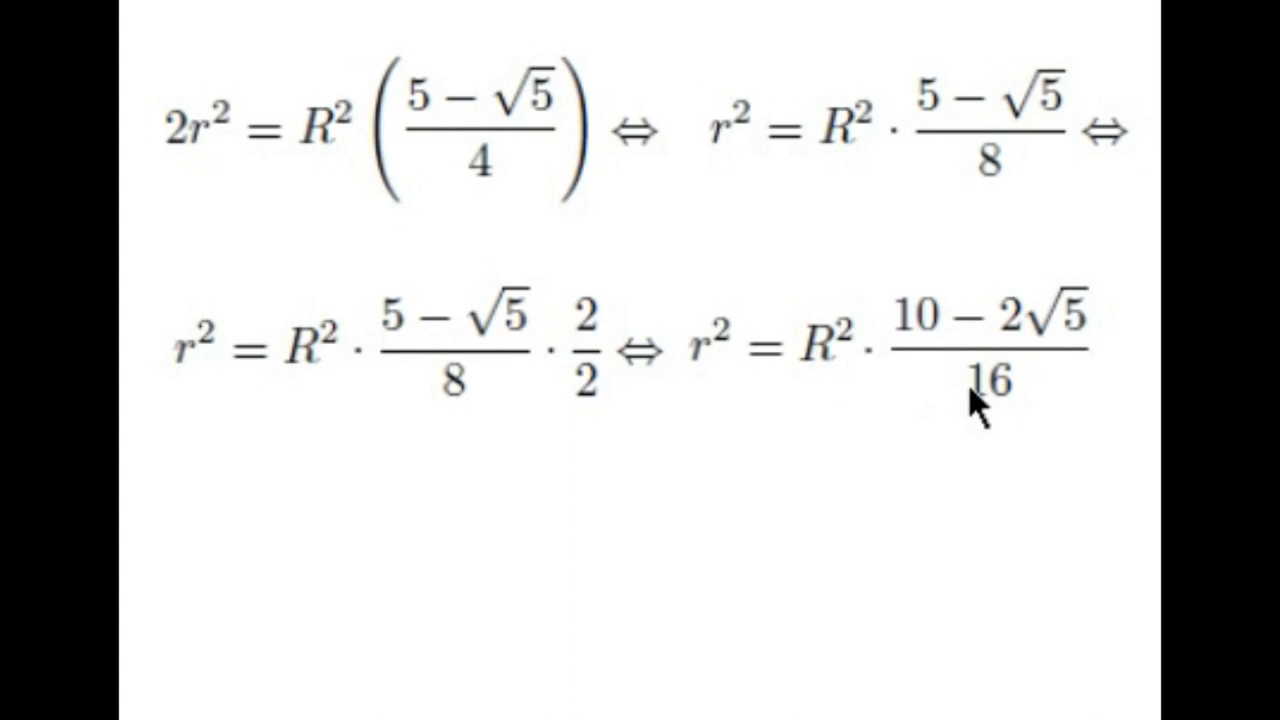 2r² = R² ( (5 − √5) / 4 ) ⇔ r² = R² · (5 − √5) / 8 ⇔
r² = R² · (5 − √5) / 8 · 2 / 2 ⇔ r² = R² · (10 − 2√5) / 16